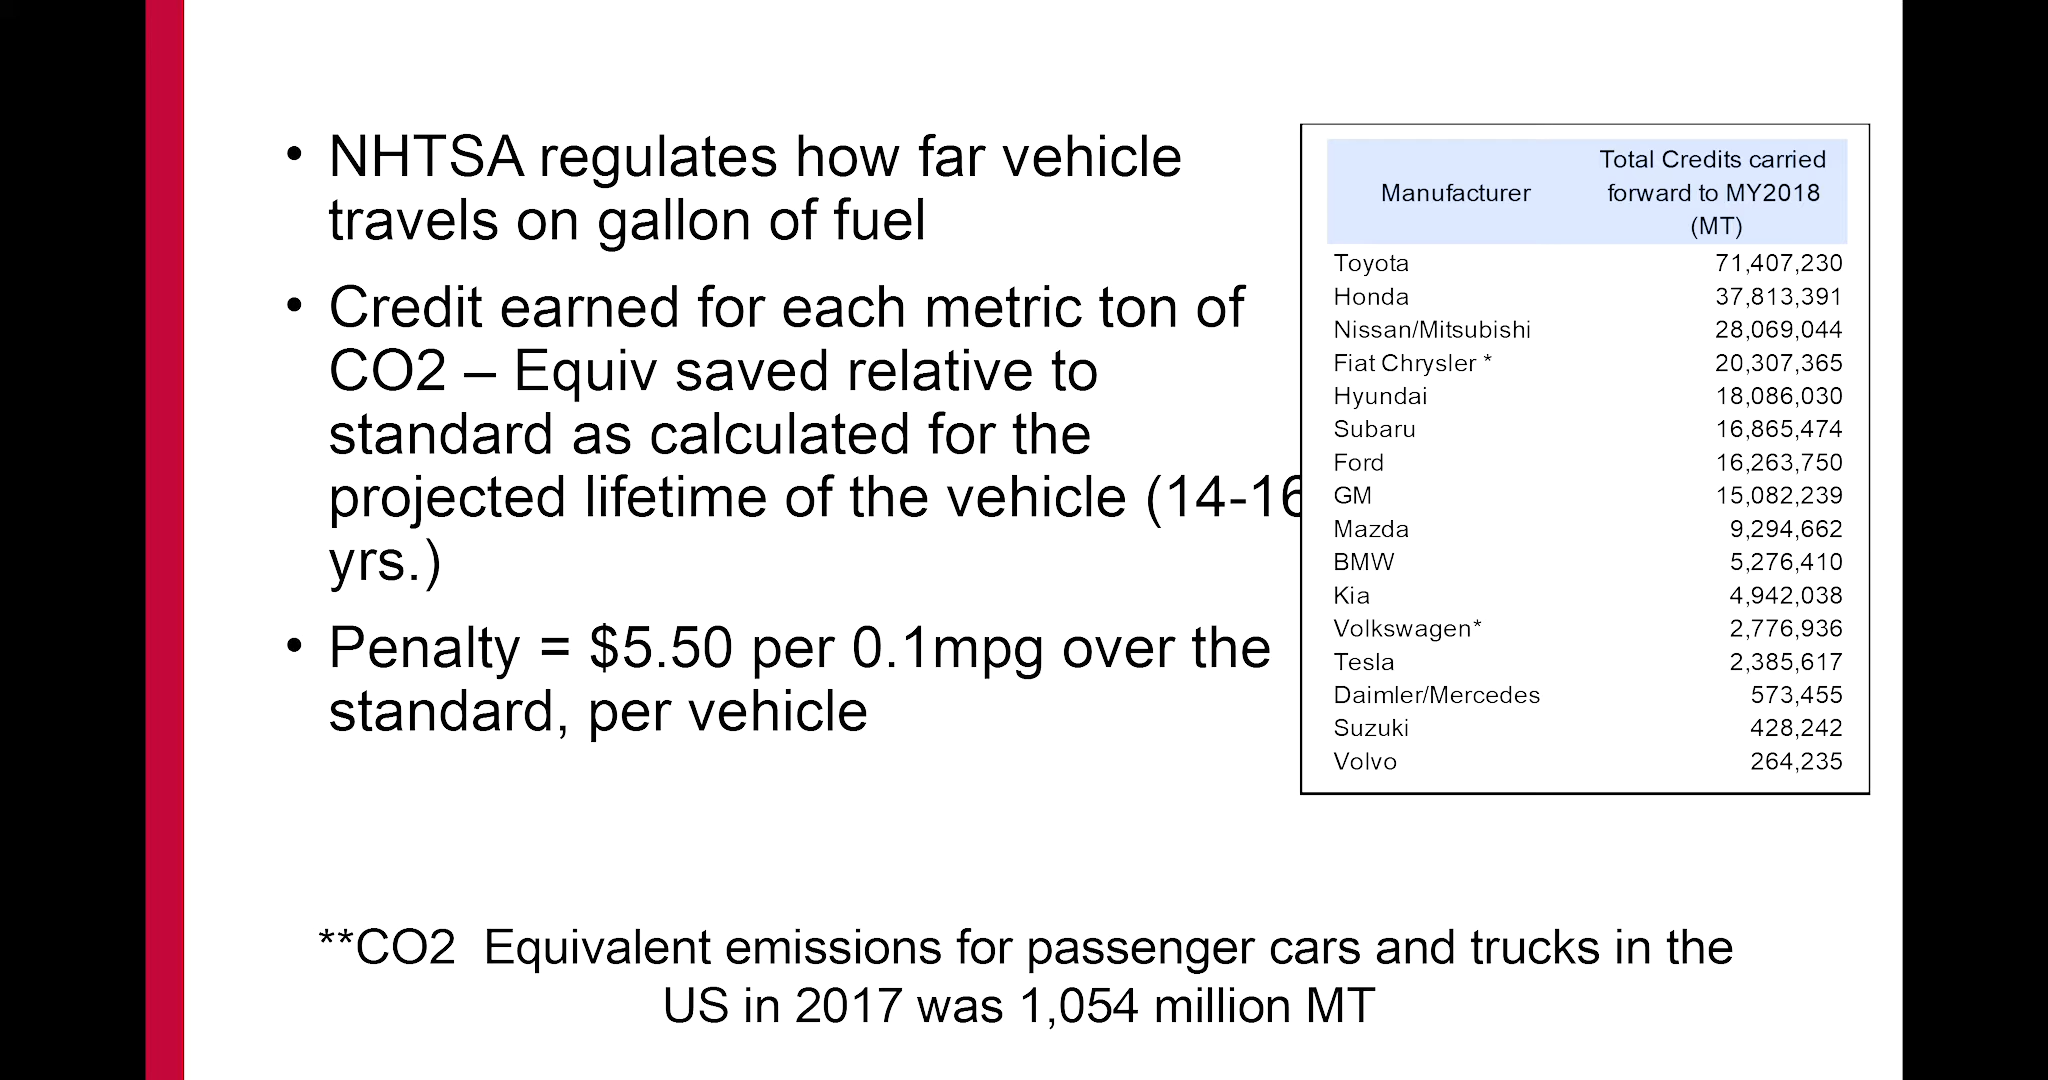 • NHTSA regulates how far vehicle
travels on gallon of fuel
• Credit earned for each metric ton of
CO2 – Equiv saved relative to
standard as calculated for the
projected lifetime of the vehicle (14-16
yrs.)
• Penalty = $5.50 per 0.1mpg over the
standard, per vehicle
Manufacturer
Total Credits carried
forward to MY2018
(MT)
Toyota 71,407,230
Honda 37,813,391
Nissan/Mitsubishi 28,069,044
Fiat Chrysler * 20,307,365
Hyundai 18,086,030
Subaru 16,865,474
Ford 16,263,750
GM 15,082,239
Mazda 9,294,662
BMW 5,276,410
Kia 4,942,038
Volkswagen* 2,776,936
Tesla 2,385,617
Daimler/Mercedes 573,455
Suzuki 428,242
Volvo 264,235
**CO2 Equivalent emissions for passenger cars and trucks in the
US in 2017 was 1,054 million MT